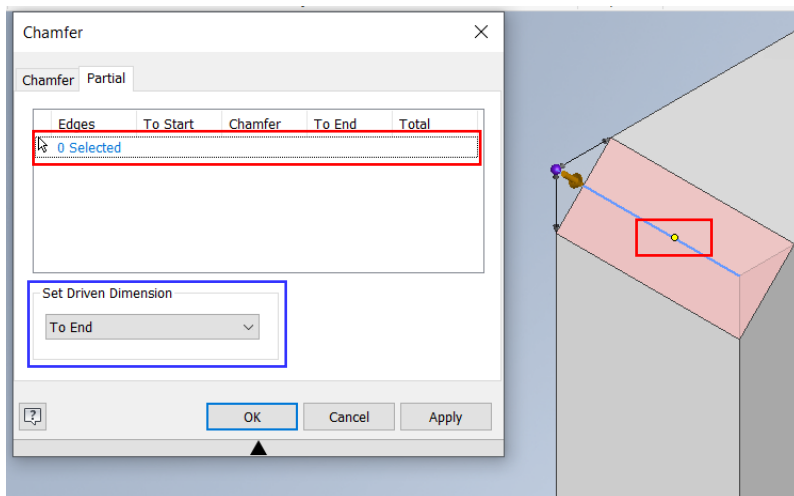 Chamfer
Chamfer Partial
Edges To Start Chamfer To End Total
0 Selected
Set Driven Dimension
To End
? OK Cancel Apply